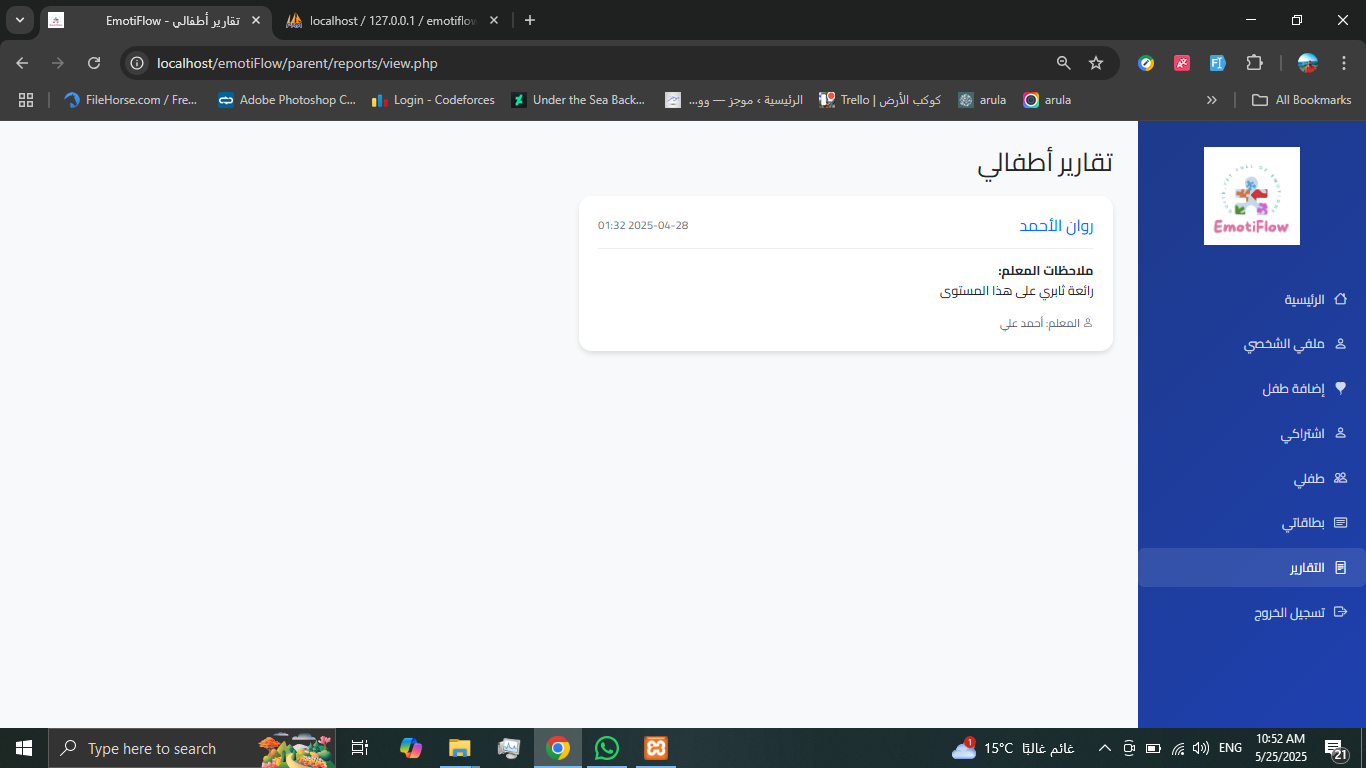 EmotiFlow - تقارير أطفالي
localhost / 127.0.0.1 / emotiflow
localhost/emotiFlow/parent/reports/view.php
FileHorse.com / Fre...
Adobe Photoshop C...
Login - Codeforces
Under the Sea Back...
الرئيسية › موجز — وو...
Trello | كوكب الأرض
arula
arula
All Bookmarks
EmotiFlow
الرئيسية
ملفي الشخصي
إضافة طفل
اشتراكي
طفلي
بطاقاتي
التقارير
تسجيل الخروج
تقارير أطفالي
روان الأحمد
2025-04-28 01:32
ملاحظات المعلم:
رائعة ثابري على هذا المستوى
المعلم: أحمد علي
Type here to search
1
15°C غائم غالبًا
ENG
10:52 AM
5/25/2025
21